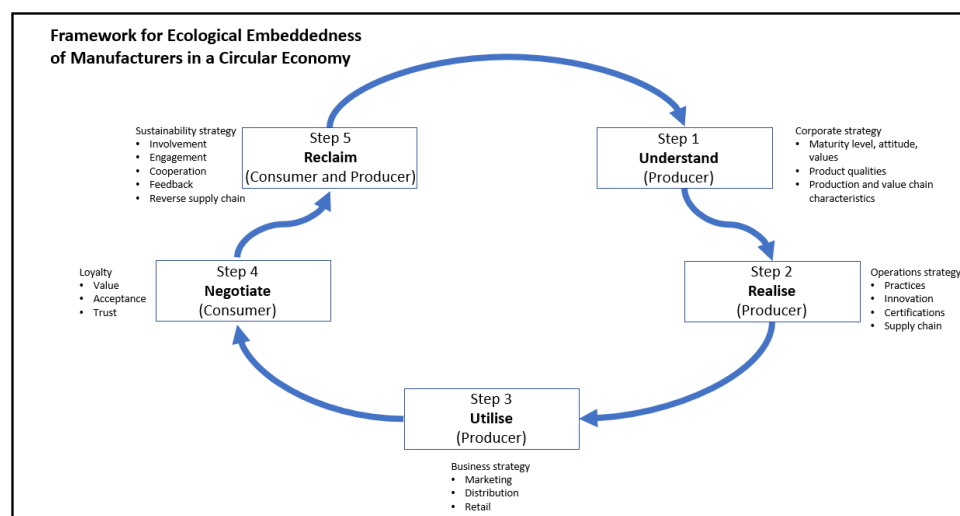 Framework for Ecological Embeddedness
of Manufacturers in a Circular Economy
Step 1
Understand
(Producer)
Corporate strategy
• Maturity level, attitude,
values
• Product qualities
• Production and value chain
characteristics
Step 2
Realise
(Producer)
Operations strategy
• Practices
• Innovation
• Certifications
• Supply chain
Step 3
Utilise
(Producer)
Business strategy
• Marketing
• Distribution
• Retail
Step 4
Negotiate
(Consumer)
Loyalty
• Value
• Acceptance
• Trust
Step 5
Reclaim
(Consumer and Producer)
Sustainability strategy
• Involvement
• Engagement
• Cooperation
• Feedback
• Reverse supply chain